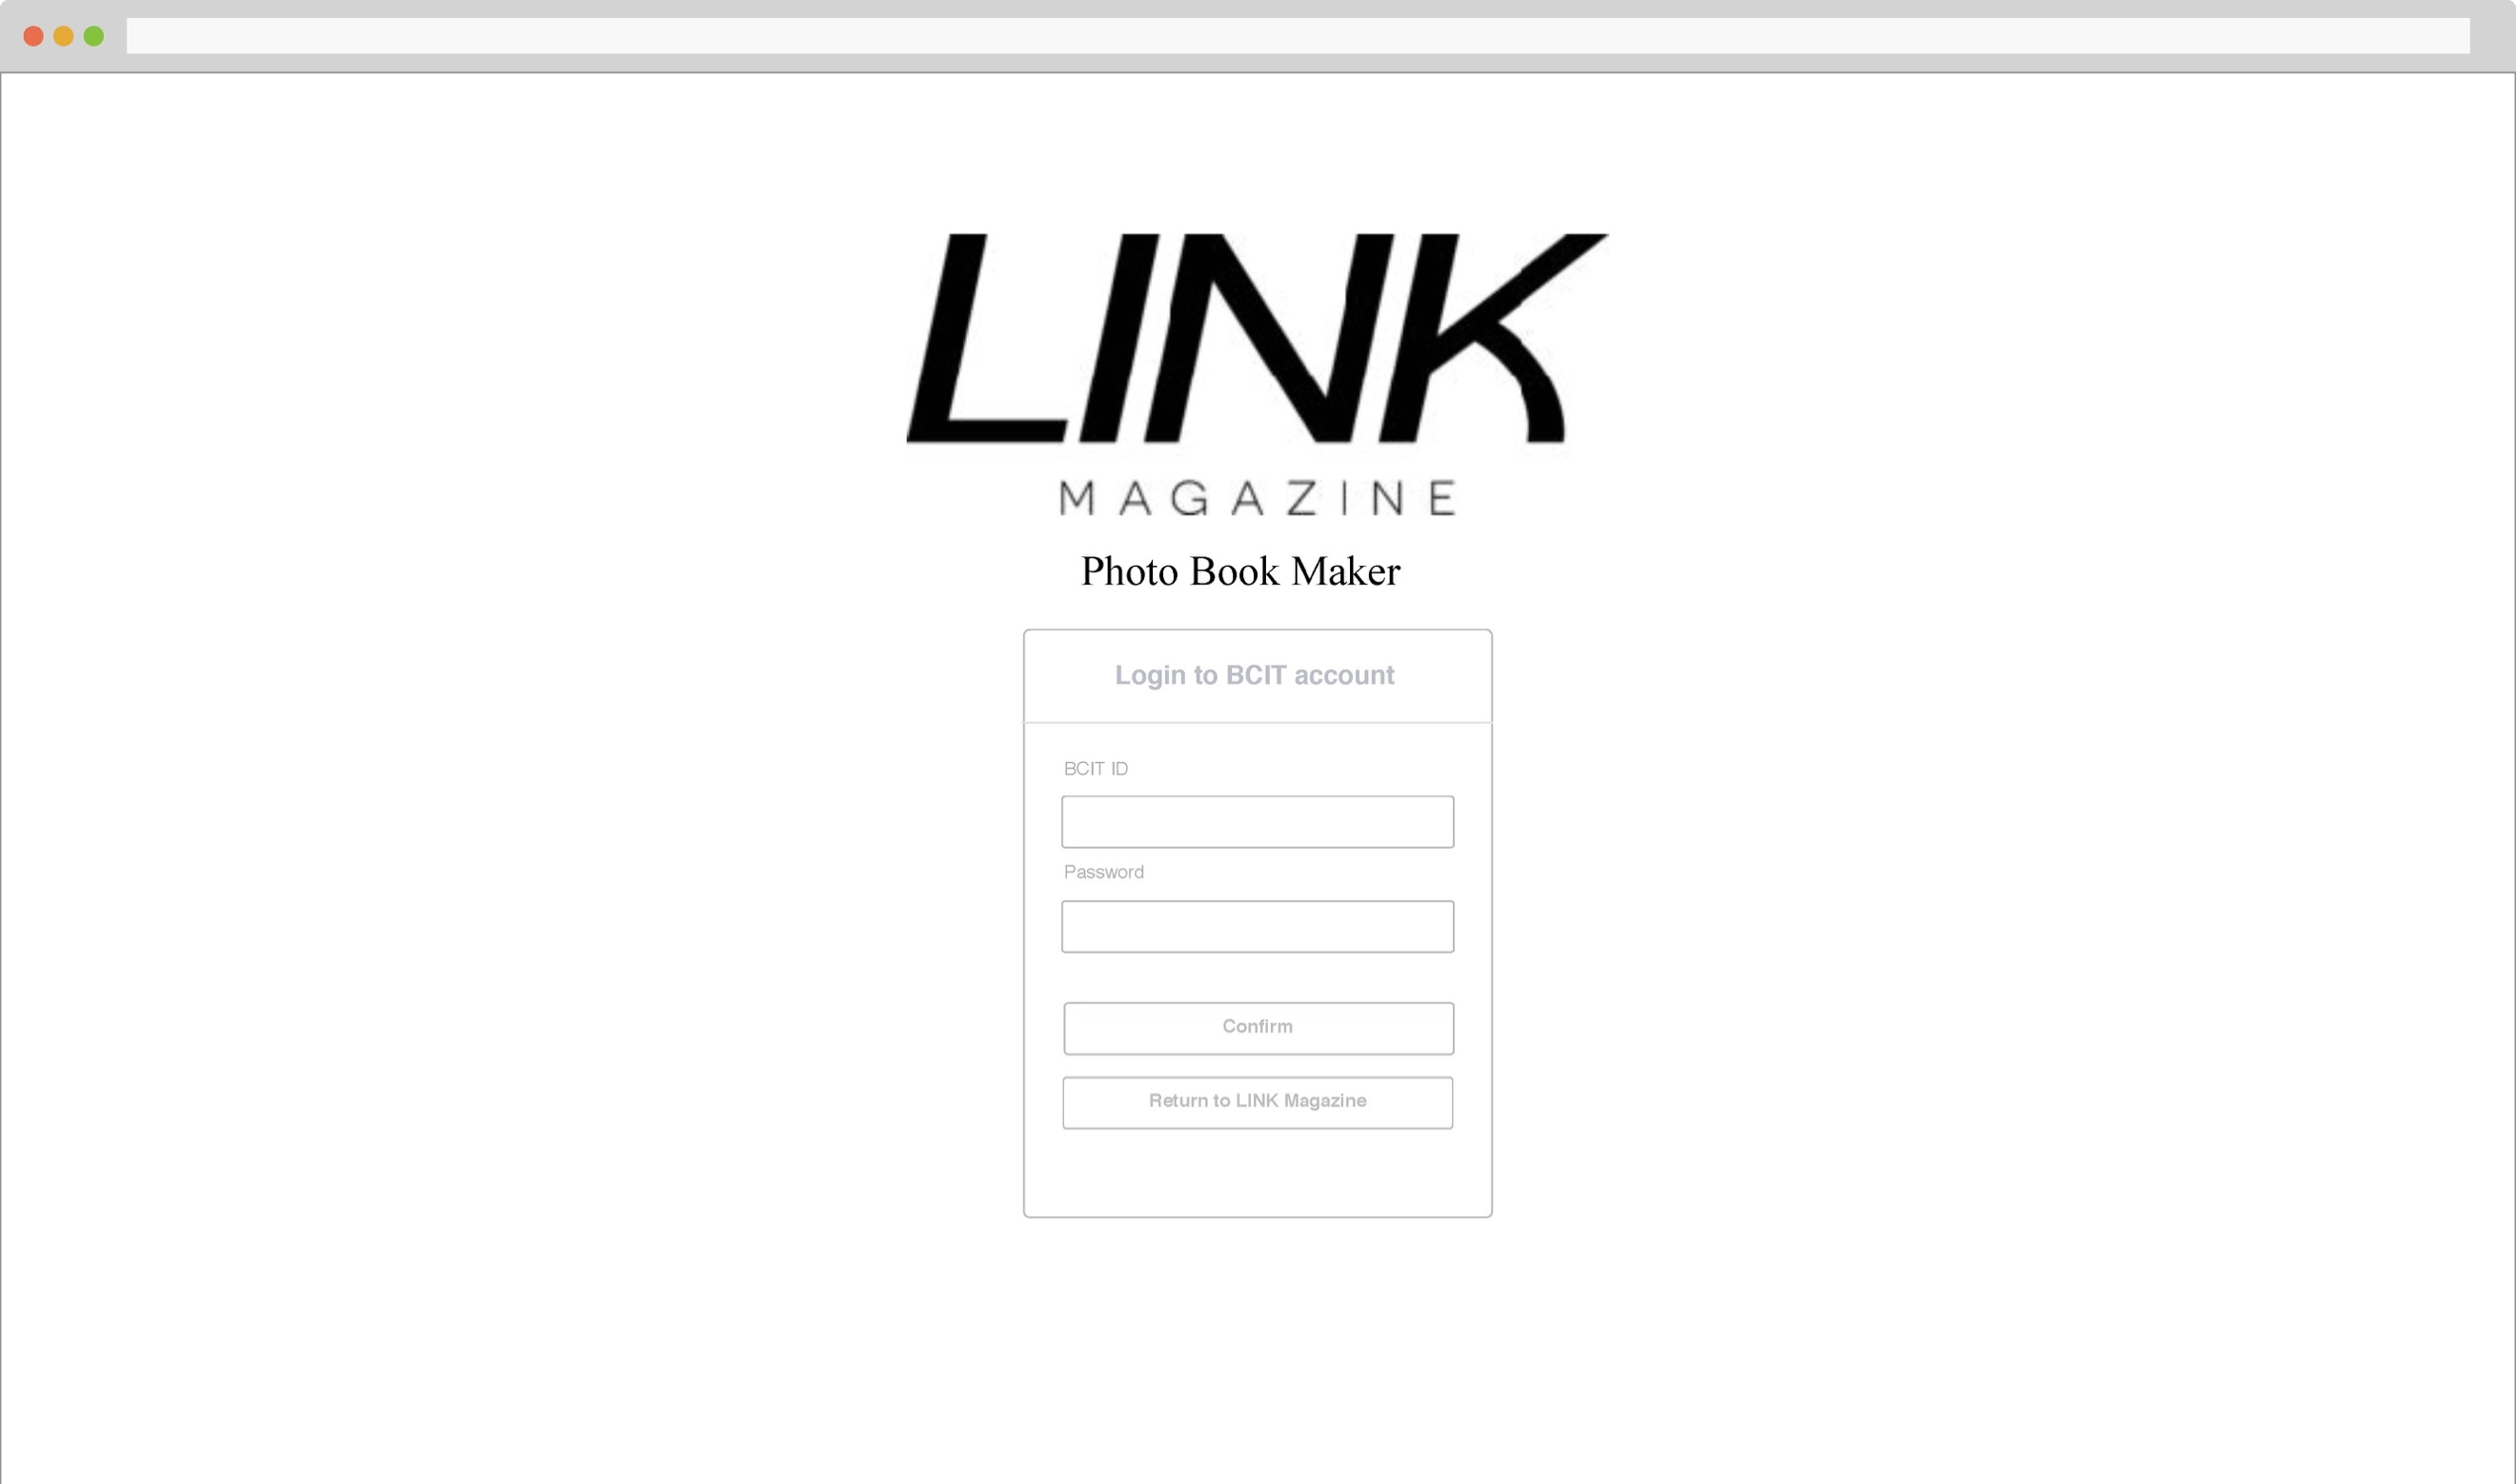 LINK
MAGAZINE
Photo Book Maker
Login to BCIT account
BCIT ID
Password
Confirm
Return to LINK Magazine